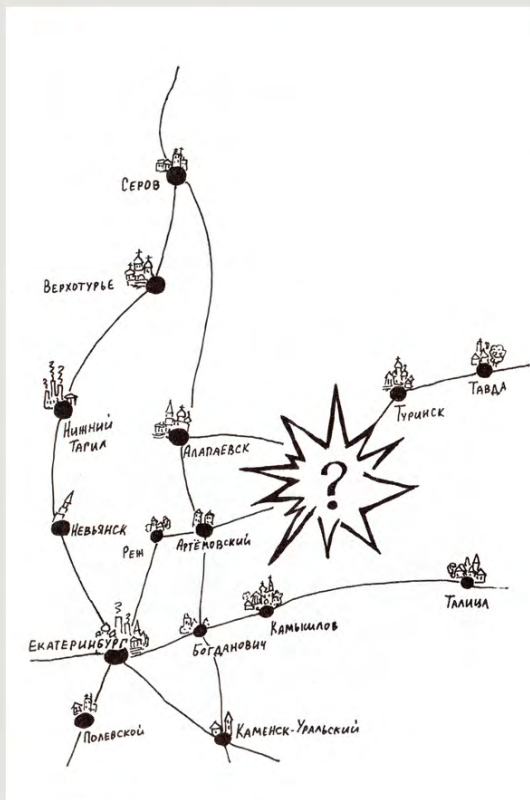 Серов
Верхотурье
Тавда
Туринск
Нижний
Тагил
Алапаевск
?
Невьянск
Реж
Артёмовский
Талица
Камышлов
Богданович
Екатеринбург
Каменск-Уральский
Полевской